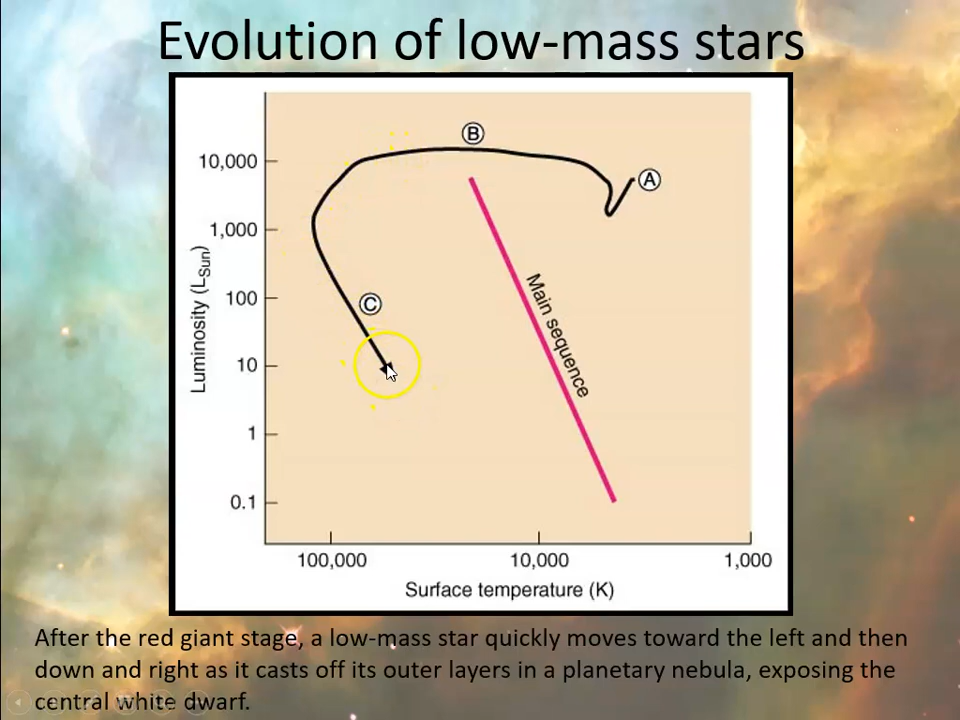 Evolution of low-mass stars
B
A
C
10,000
1,000
100
10
1
0.1
Luminosity (LSun)
Main sequence
100,000
10,000
1,000
Surface temperature (K)
After the red giant stage, a low-mass star quickly moves toward the left and then
down and right as it casts off its outer layers in a planetary nebula, exposing the
central white dwarf.